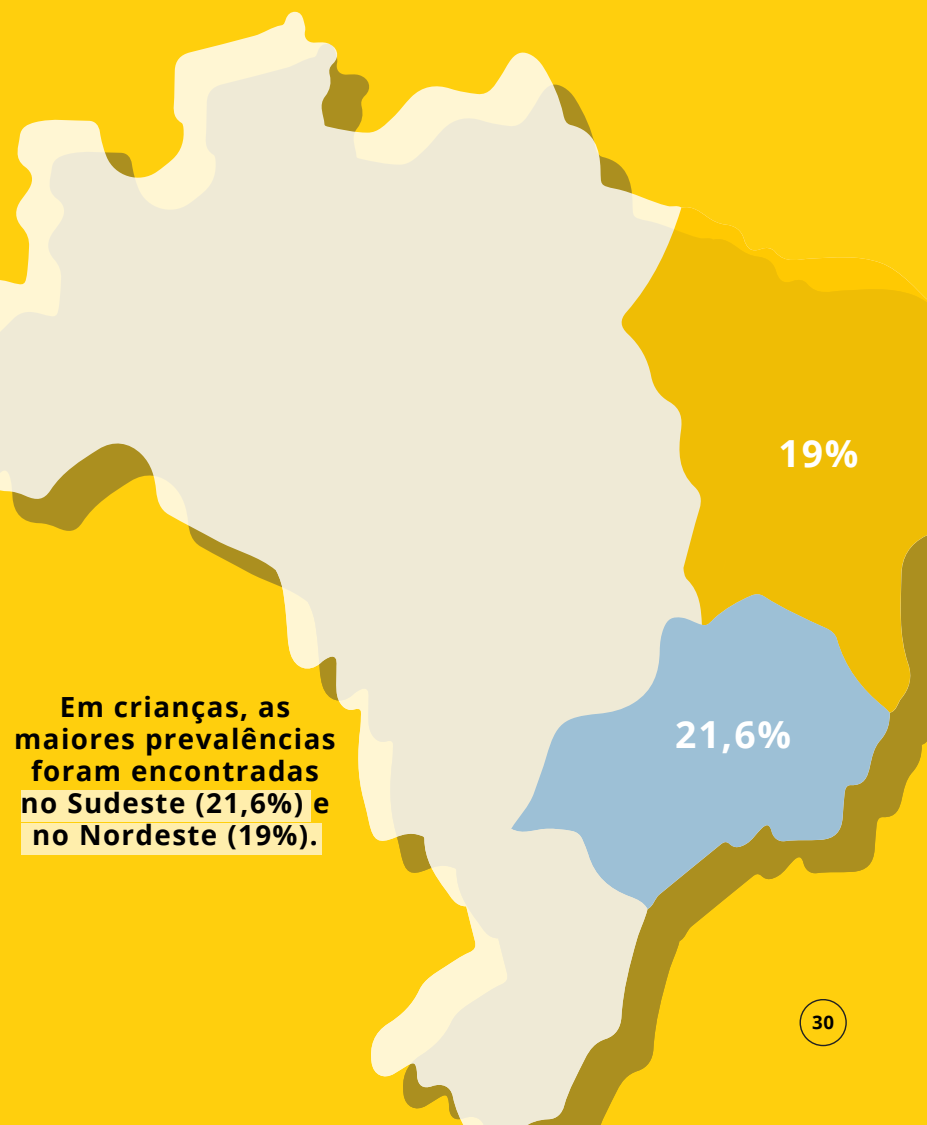 19%
21,6%
Em crianças, as
maiores prevalências
foram encontradas
no Sudeste (21,6%) e
no Nordeste (19%).
30